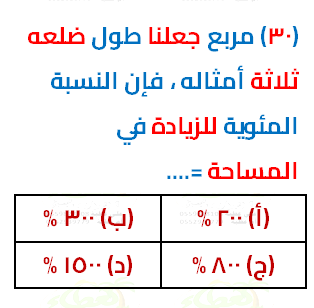 (٣٠) مربع جعلنا طول ضلعه
ثلاثة أمثاله ، فإن النسبة
المئوية للزيادة في
المساحة =....
(أ) ٢٠٠ % (ب) ٣٠٠ %
(ج) ٨٠٠ % (د) ١٥٠٠ %